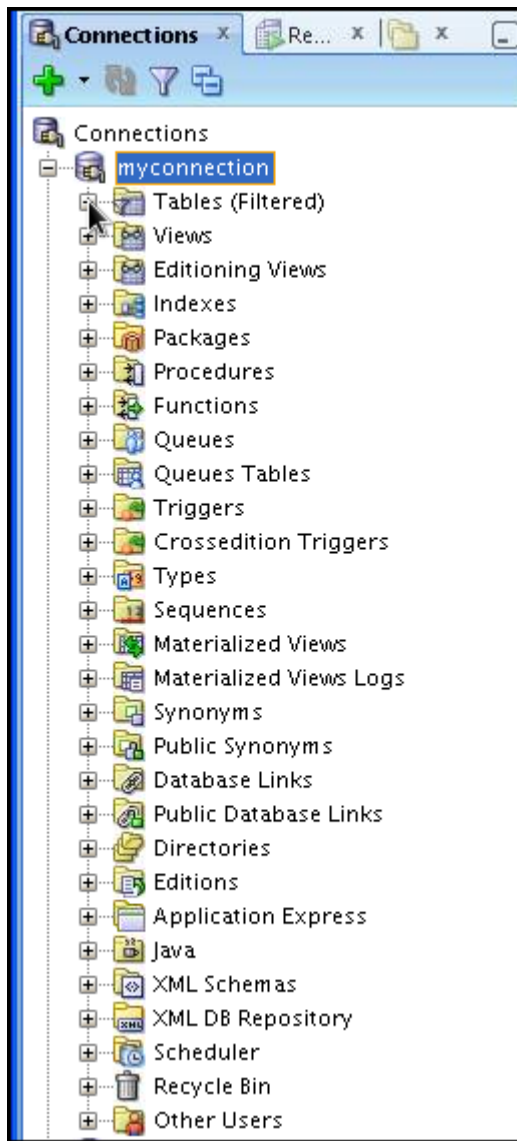 Connections Re...
Connections
myconnection
Tables (Filtered)
Views
Editioning Views
Indexes
Packages
Procedures
Functions
Queues
Queues Tables
Triggers
Crossedition Triggers
Types
Sequences
Materialized Views
Materialized Views Logs
Synonyms
Public Synonyms
Database Links
Public Database Links
Directories
Editions
Application Express
Java
XML Schemas
XML DB Repository
Scheduler
Recycle Bin
Other Users